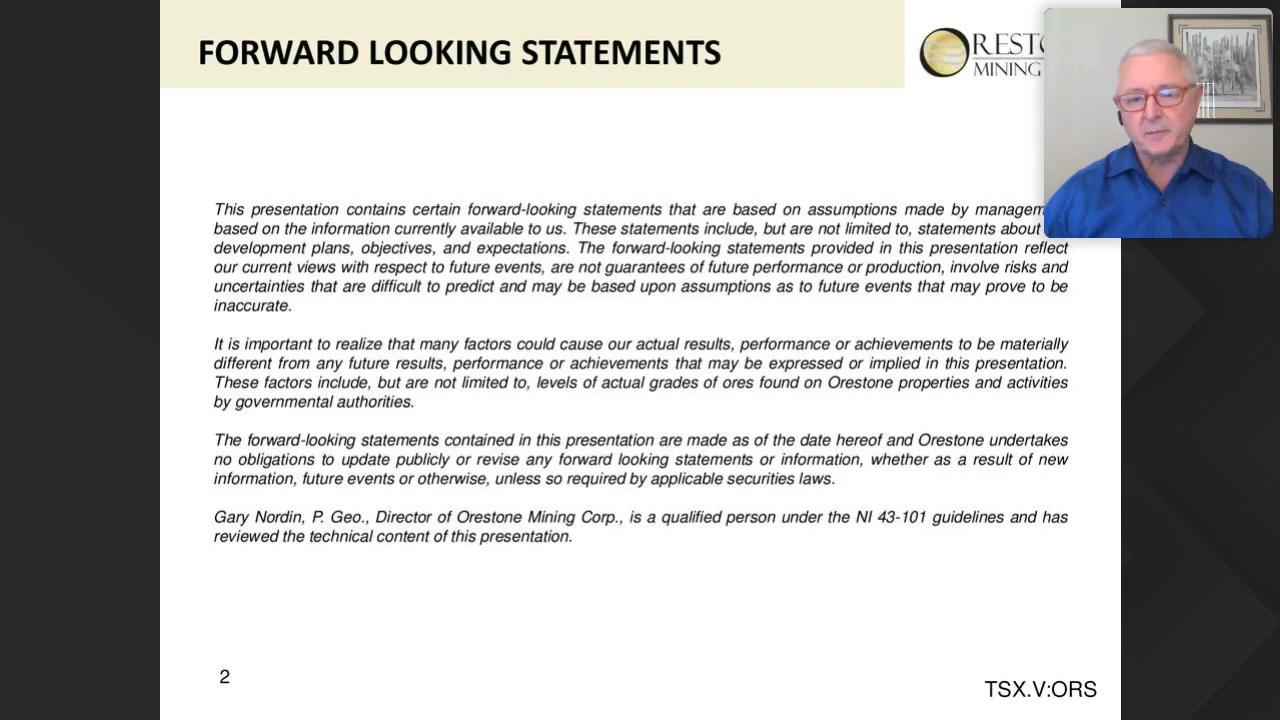 FORWARD LOOKING STATEMENTS
MINING
This presentation contains certain forward-looking statements that are based on assumptions made by
based on the information currently available to us. These statements include, but are not limited to, statements about
development plans, objectives, and expectations. The forward-looking statements provided in this presentation reflect
our current views with respect to future events, are not guarantees of future performance or production, involve risks and
uncertainties that are difficult to predict and may be based upon assumptions as to future events that may prove to be
inaccurate.
It is important to realize that many factors could cause our actual results, performance or achievements to be materially
different from any future results, performance or achievements that may be expressed or implied in this presentation.
These factors include, but are not limited to, levels of actual grades of ores found on Orestone properties and activities
by governmental authorities.
The forward-looking statements contained in this presentation are made as of the date hereof and Orestone undertakes
no obligations to update publicly or revise any forward looking statements or information, whether as a result of new
information, future events or otherwise, unless so required by applicable securities laws.
Gary Nordin, P. Geo., Director of Orestone Mining Corp., is a qualified person under the NI 43-101 guidelines and has
reviewed the technical content of this presentation.
2
TSX.V:ORS